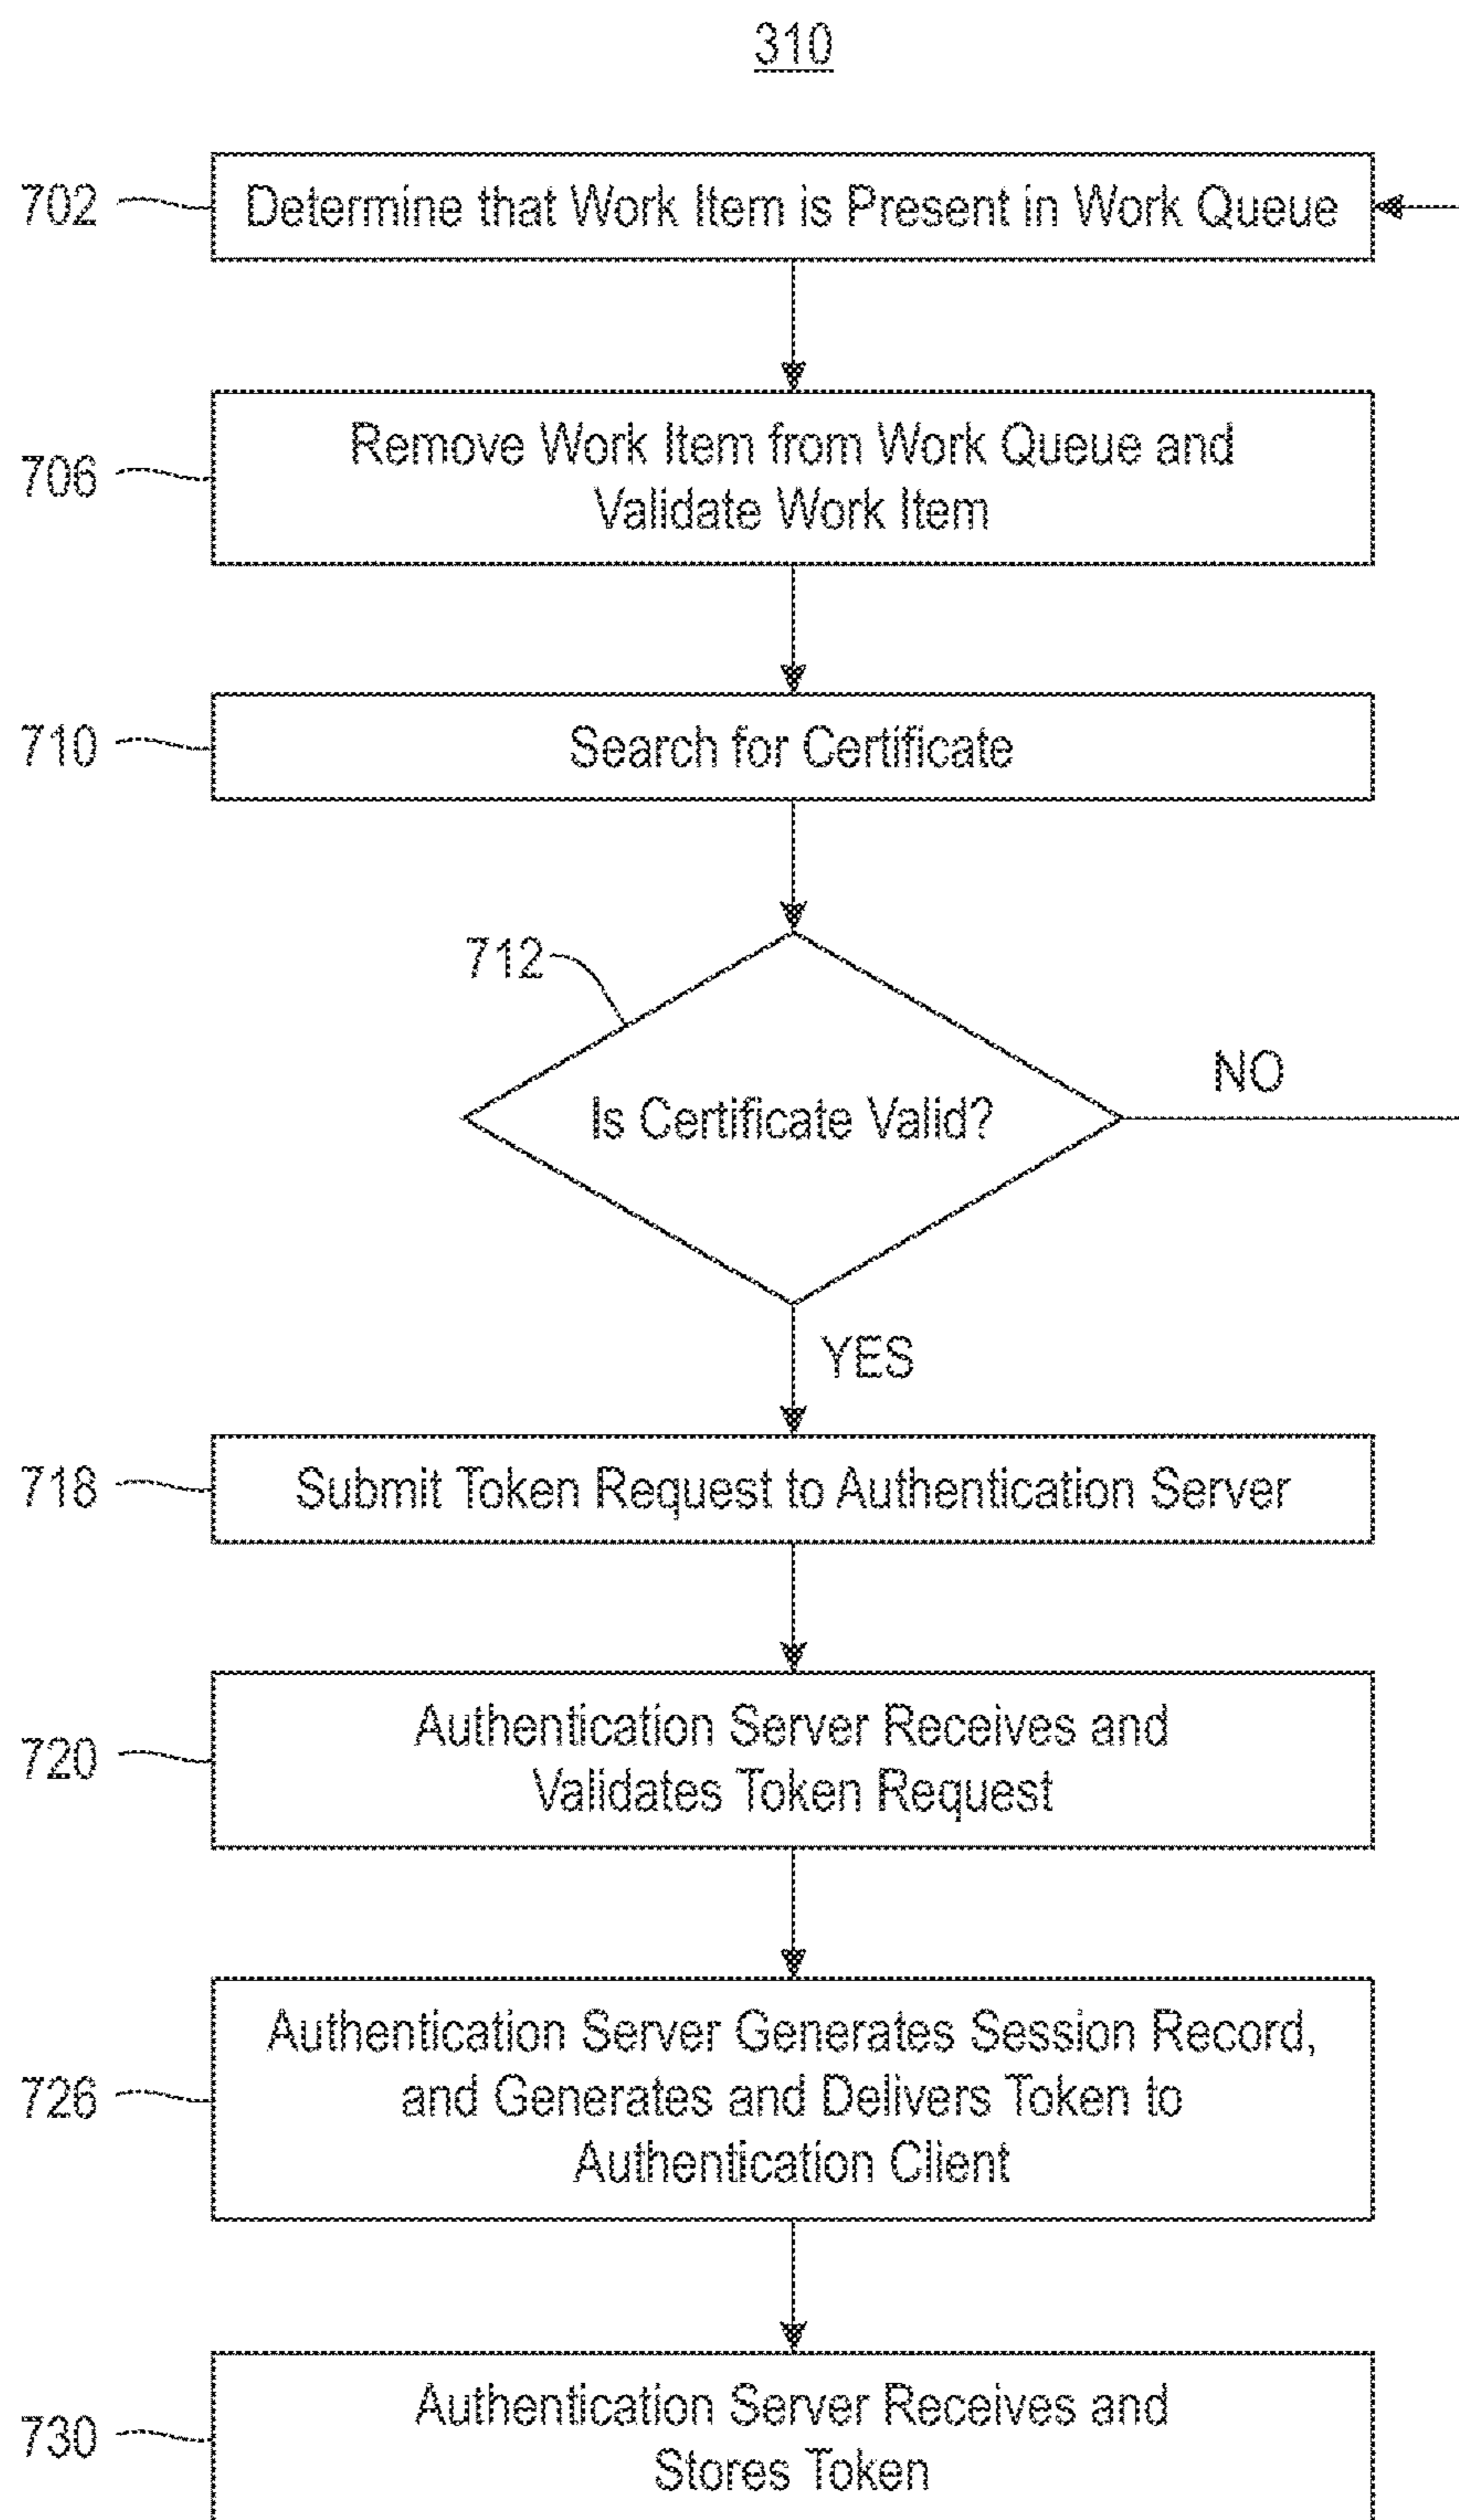 310
702
Determine that Work Item is Present in Work Queue
706
Remove Work Item from Work Queue and
Validate Work Item
710
Search for Certificate
712
Is Certificate Valid?
NO
YES
718
Submit Token Request to Authentication Server
720
Authentication Server Receives and
Validates Token Request
726
Authentication Server Generates Session Record,
and Generates and Delivers Token to
Authentication Client
730
Authentication Server Receives and
Stores Token